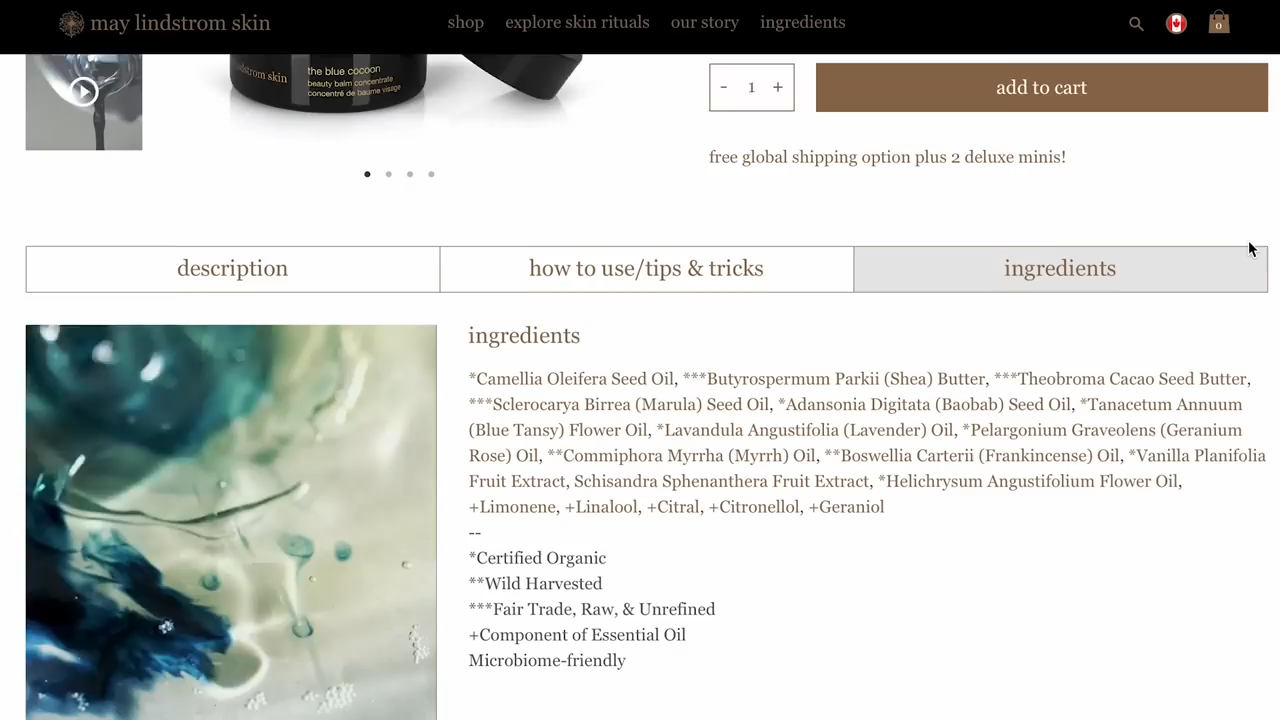 may lindstrom skin
shop
explore skin rituals
our story
ingredients
0
the blue cocoon
beauty balm concentrate
concentré de baume visage
- 1 +
add to cart
free global shipping option plus 2 deluxe minis!
description
how to use/tips & tricks
ingredients
ingredients
*Camellia Oleifera Seed Oil, ***Butyrospermum Parkii (Shea) Butter, ***Theobroma Cacao Seed Butter,
***Sclerocarya Birrea (Marula) Seed Oil, *Adansonia Digitata (Baobab) Seed Oil, *Tanacetum Annuum
(Blue Tansy) Flower Oil, *Lavandula Angustifolia (Lavender) Oil, *Pelargonium Graveolens (Geranium
Rose) Oil, **Commiphora Myrrha (Myrrh) Oil, **Boswellia Carterii (Frankincense) Oil, *Vanilla Planifolia
Fruit Extract, Schisandra Sphenanthera Fruit Extract, *Helichrysum Angustifolium Flower Oil,
+Limonene, +Linalool, +Citral, +Citronellol, +Geraniol
--
*Certified Organic
**Wild Harvested
***Fair Trade, Raw, & Unrefined
+Component of Essential Oil
Microbiome-friendly